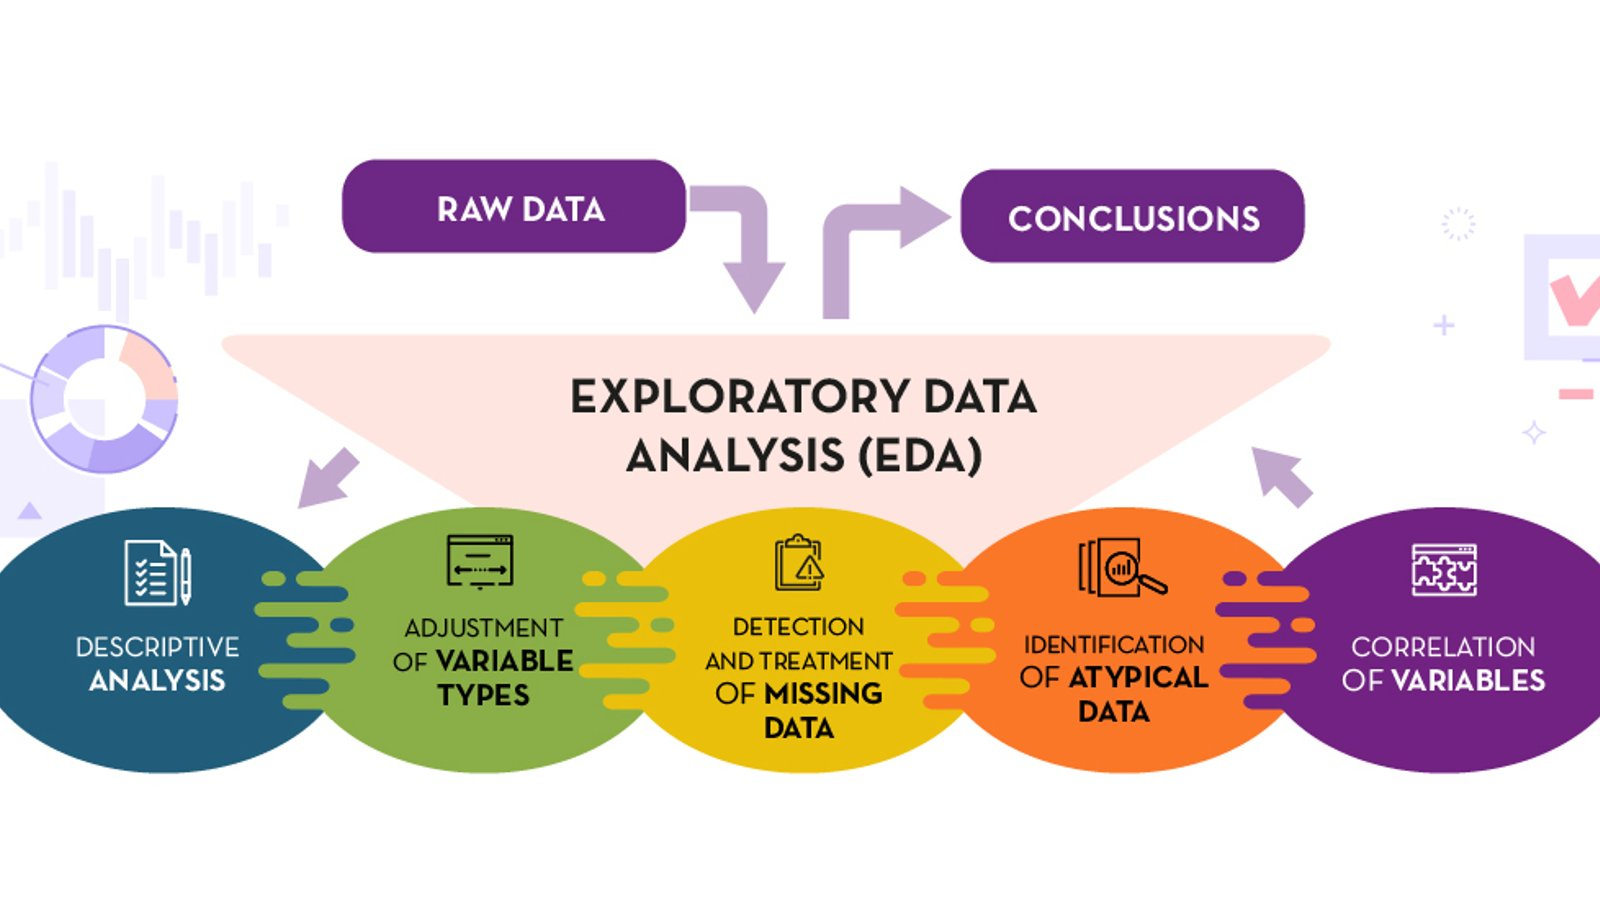 RAW DATA
CONCLUSIONS
EXPLORATORY DATA
ANALYSIS (EDA)
DESCRIPTIVE
ANALYSIS
ADJUSTMENT
OF VARIABLE
TYPES
DETECTION
AND TREATMENT
OF MISSING
DATA
IDENTIFICATION
OF ATYPICAL
DATA
CORRELATION
OF VARIABLES